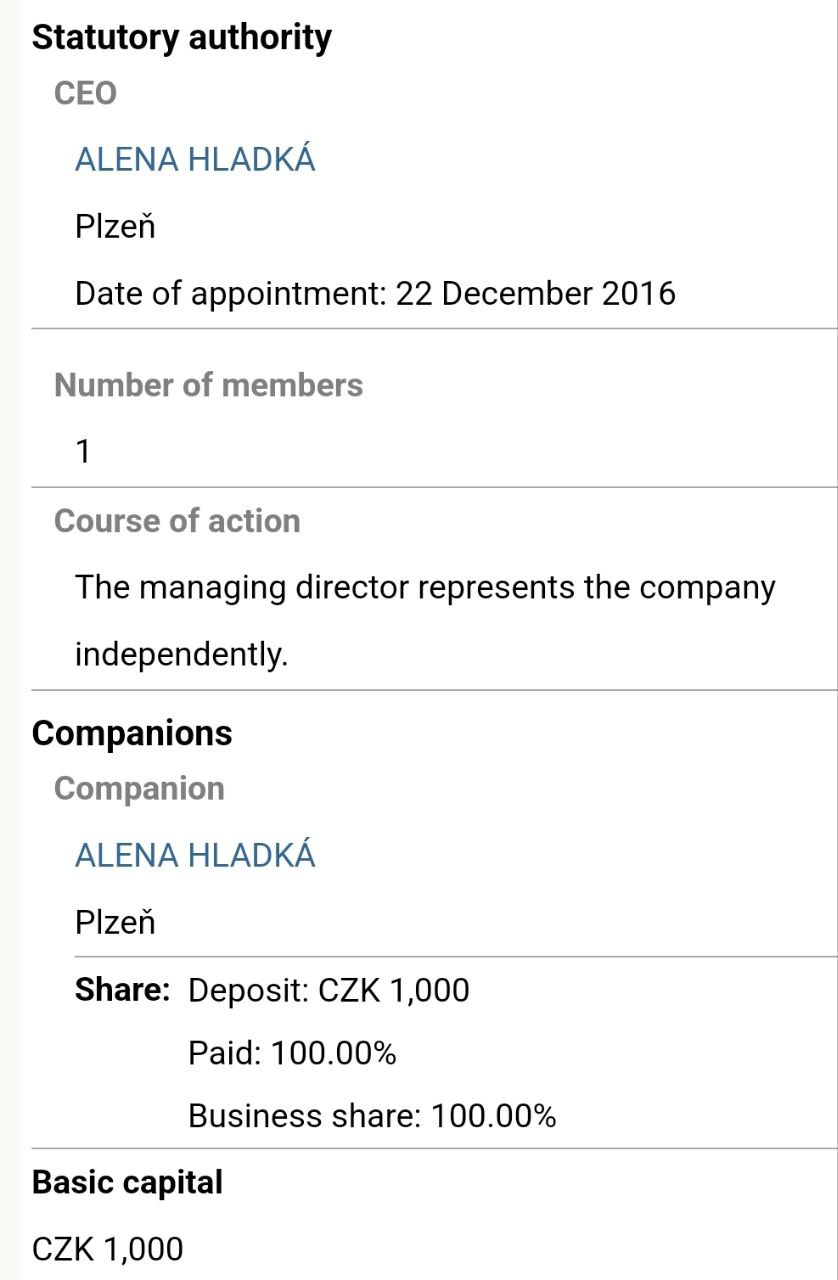 Statutory authority
CEO
ALENA HLADKÁ
Plzeň
Date of appointment: 22 December 2016
Number of members
1
Course of action
The managing director represents the company
independently.
Companions
Companion
ALENA HLADKÁ
Plzeň
Share: Deposit: CZK 1,000
Paid: 100.00%
Business share: 100.00%
Basic capital
CZK 1,000